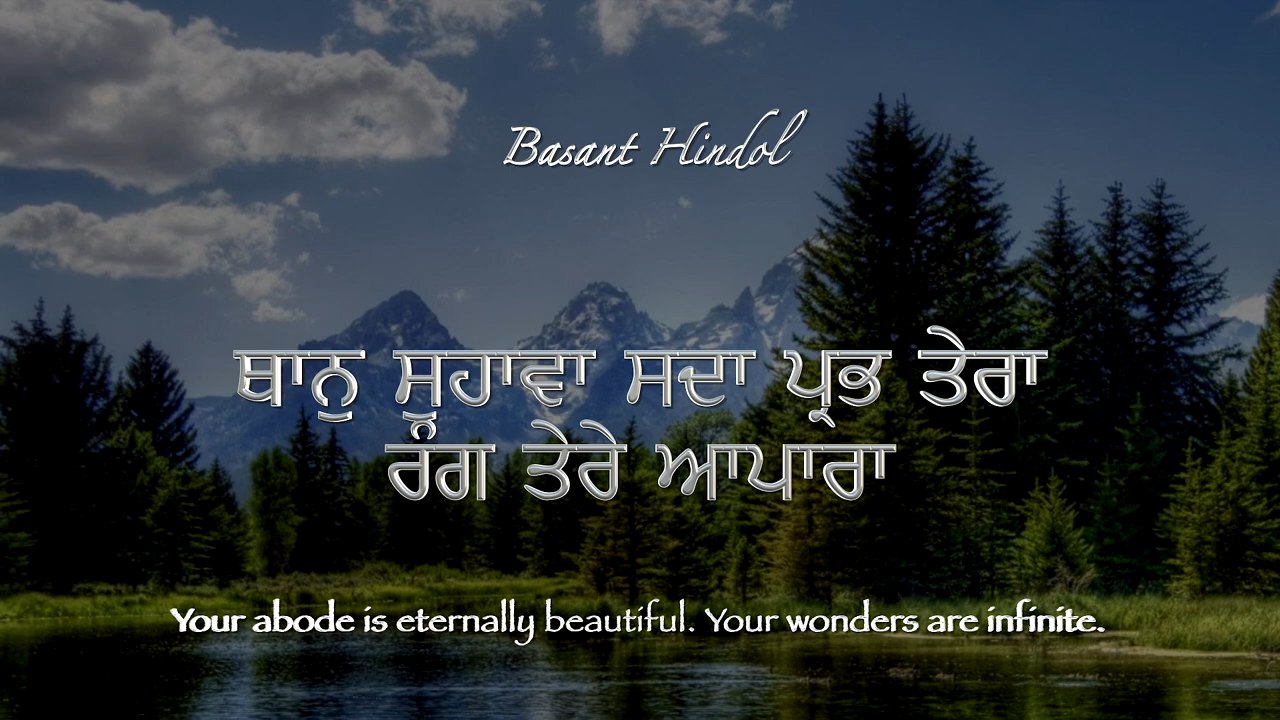 Basant Hindol
ਥਾਨੁ ਸੁਹਾਵਾ ਸਦਾ ਪ੍ਰਭ ਤੇਰਾ
ਰੰਗ ਤੇਰੇ ਆਪਾਰਾ
Your abode is eternally beautiful. Your wonders are infinite.